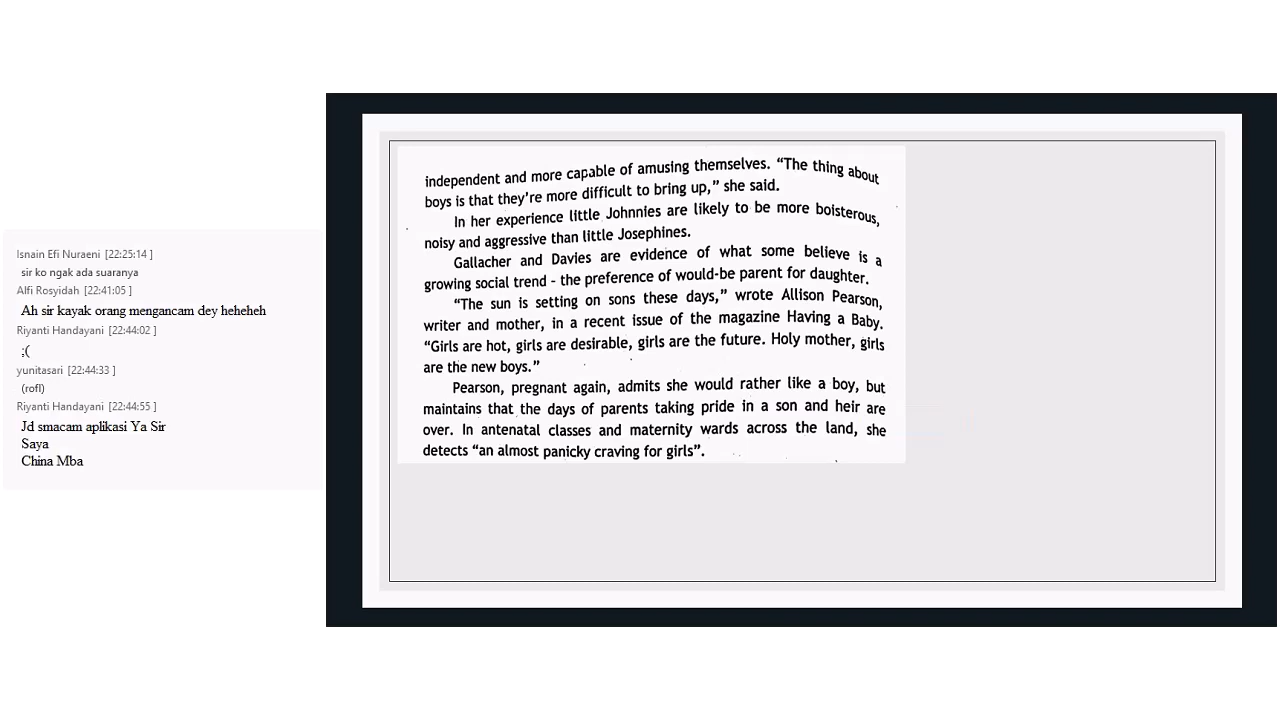 Isnain Efi Nuraeni [22:25:14 ]
sir ko ngak ada suaranya
Alfi Rosyidah [22:41:05 ]
Ah sir kayak orang mengancam dey heheheh
Riyanti Handayani [22:44:02 ]
;(
yunitasari [22:44:33 ]
(rofl)
Riyanti Handayani [22:44:55 ]
Jd smacam aplikasi Ya Sir
Saya
China Mba
independent and more capable of amusing themselves. “The thing about
boys is that they’re more difficult to bring up,” she said.
In her experience little Johnnies are likely to be more boisterous,
noisy and aggressive than little Josephines.
Gallacher and Davies are evidence of what some believe is a
growing social trend - the preference of would-be parent for daughter.
“The sun is setting on sons these days,” wrote Allison Pearson,
writer and mother, in a recent issue of the magazine Having a Baby.
“Girls are hot, girls are desirable, girls are the future. Holy mother, girls
are the new boys.”
Pearson, pregnant again, admits she would rather like a boy, but
maintains that the days of parents taking pride in a son and heir are
over. In antenatal classes and maternity wards across the land, she
detects “an almost panicky craving for girls”.